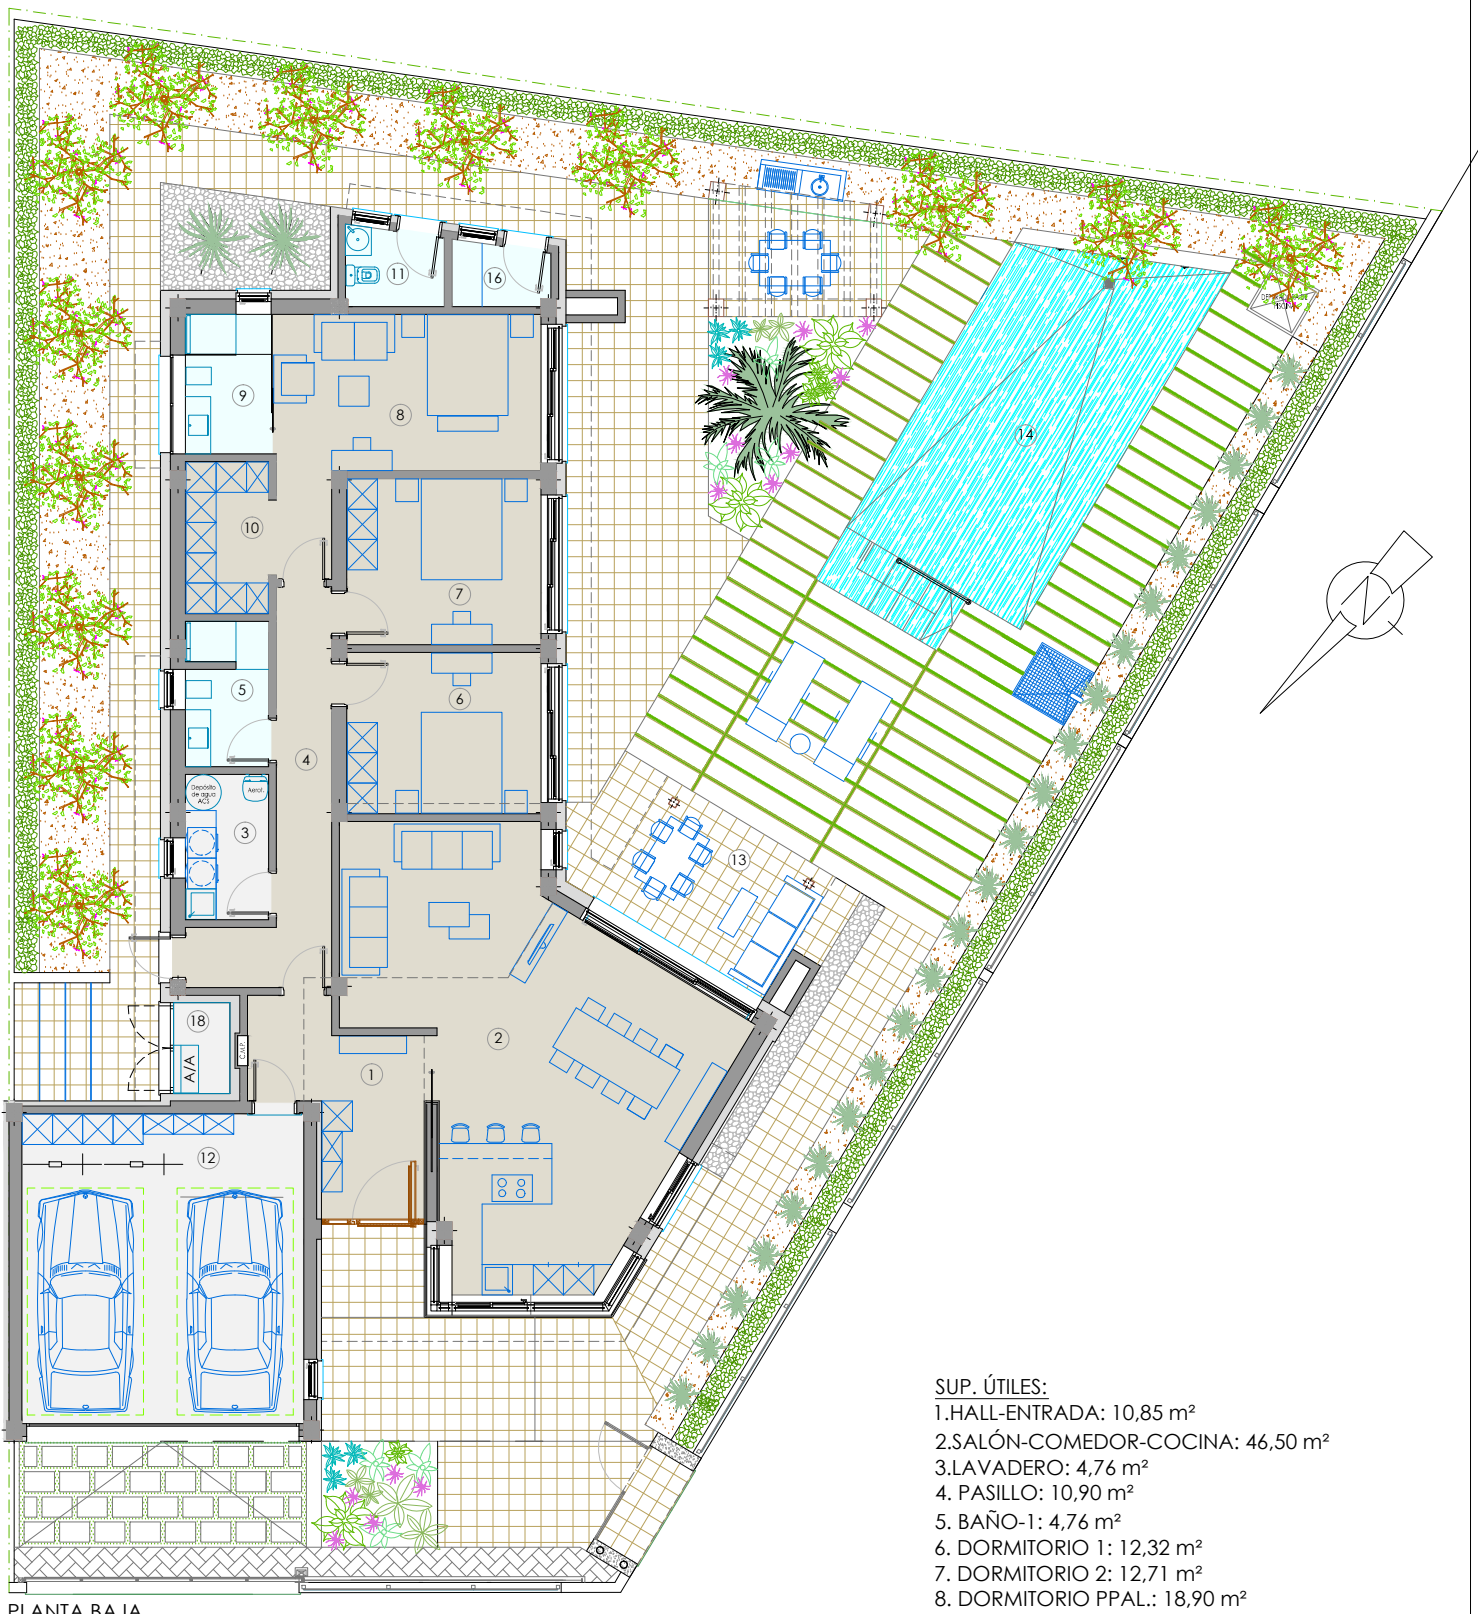 11
16
9
8
14
10
7
5
6
4
Depósito
de agua
ACS
Aerot.
3
13
N
18
C.M.P.
A/A
2
1
12
SUP. ÚTILES:
1.HALL-ENTRADA: 10,85 m²
2.SALÓN-COMEDOR-COCINA: 46,50 m²
3.LAVADERO: 4,76 m²
4. PASILLO: 10,90 m²
5. BAÑO-1: 4,76 m²
6. DORMITORIO 1: 12,32 m²
7. DORMITORIO 2: 12,71 m²
8. DORMITORIO PPAL.: 18,90 m²
PLANTA BAJA